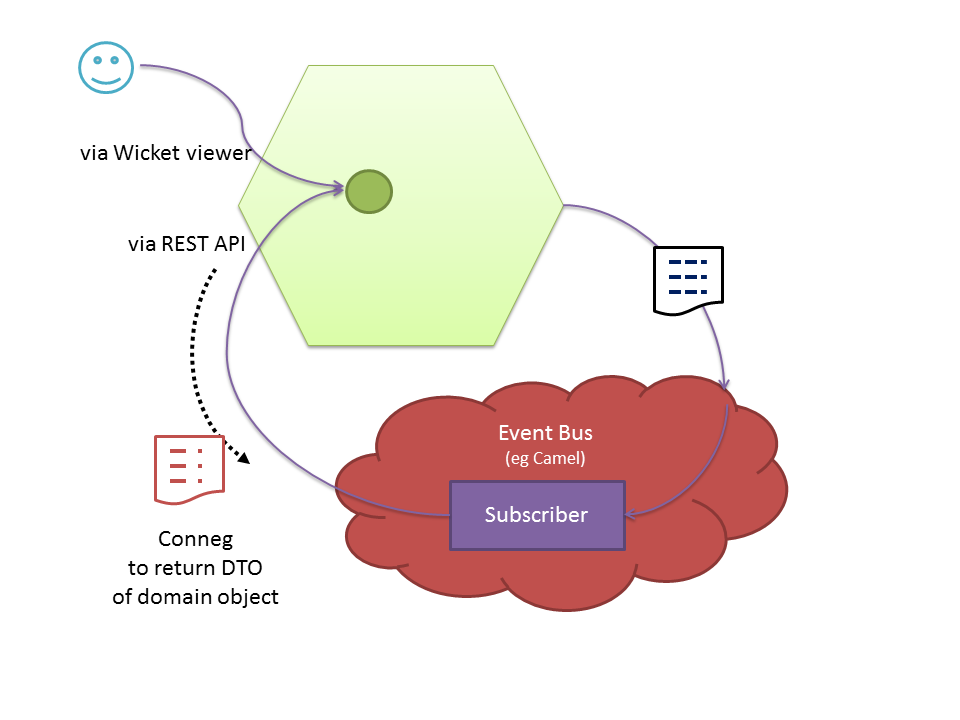 via Wicket viewer
via REST API
Event Bus
(eg Camel)
Subscriber
Conneg
to return DTO
of domain object